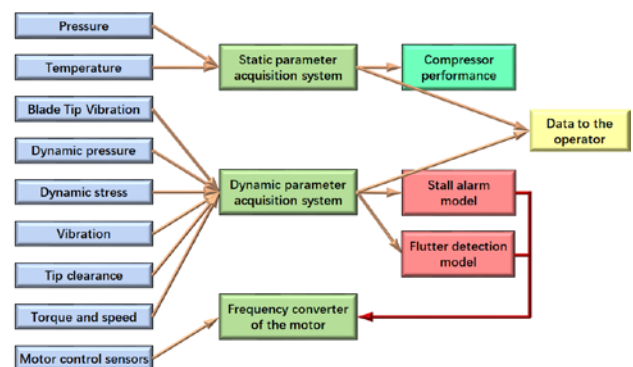 Pressure
Temperature
Blade Tip Vibration
Dynamic pressure
Dynamic stress
Vibration
Tip clearance
Torque and speed
Motor control sensors
Static parameter
acquisition system
Dynamic parameter
acquisition system
Frequency converter
of the motor
Compressor
performance
Stall alarm
model
Flutter detection
model
Data to the
operator